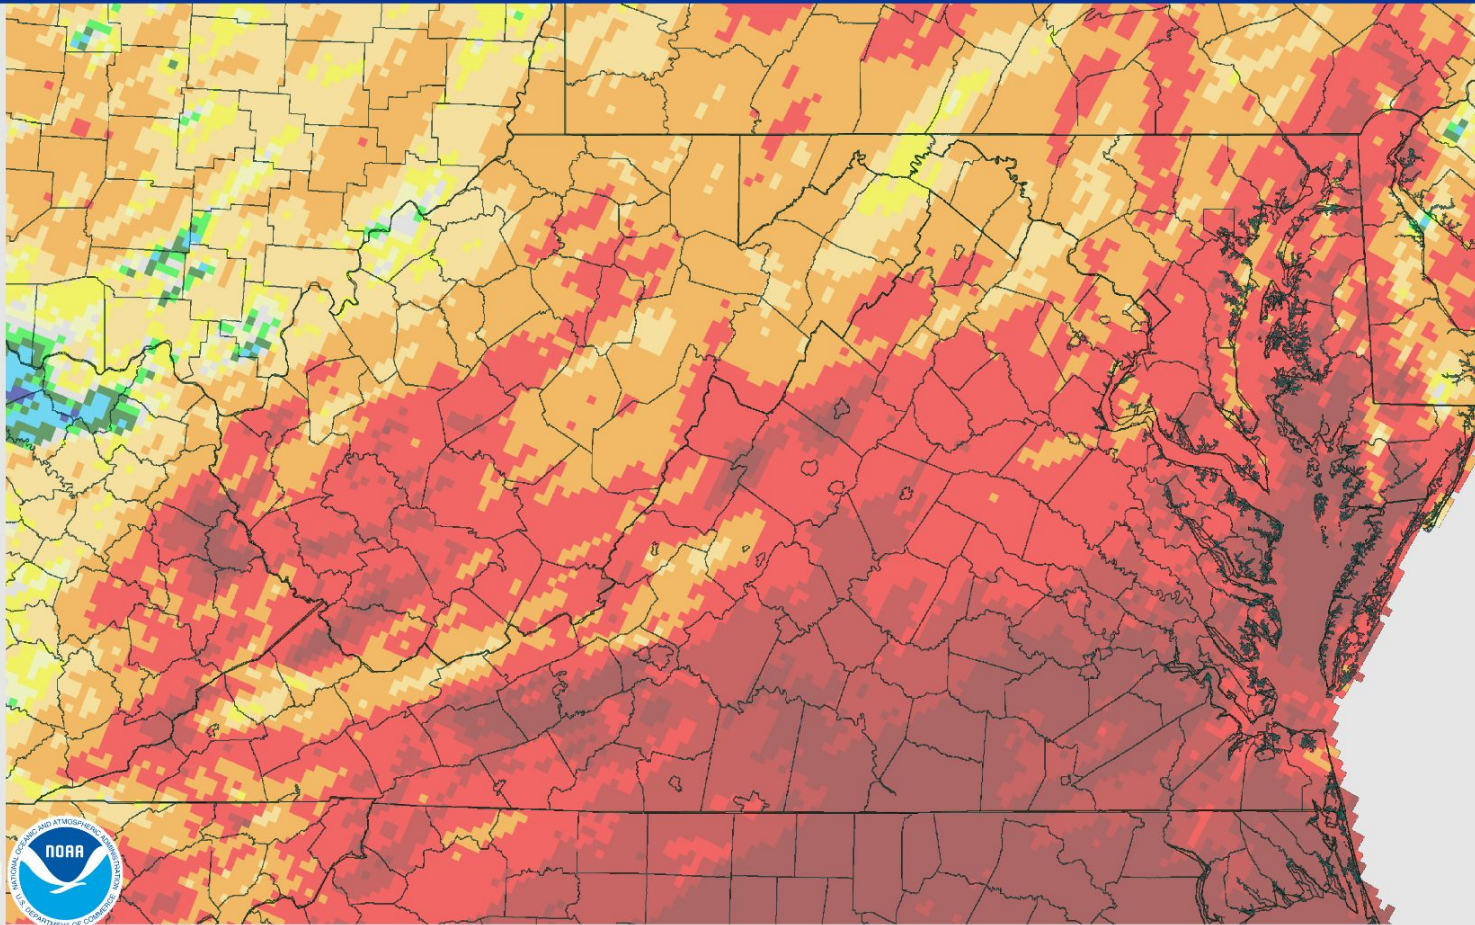 NOAA
NATIONAL OCEANIC AND ATMOSPHERIC ADMINISTRATION
U.S. DEPARTMENT OF COMMERCE